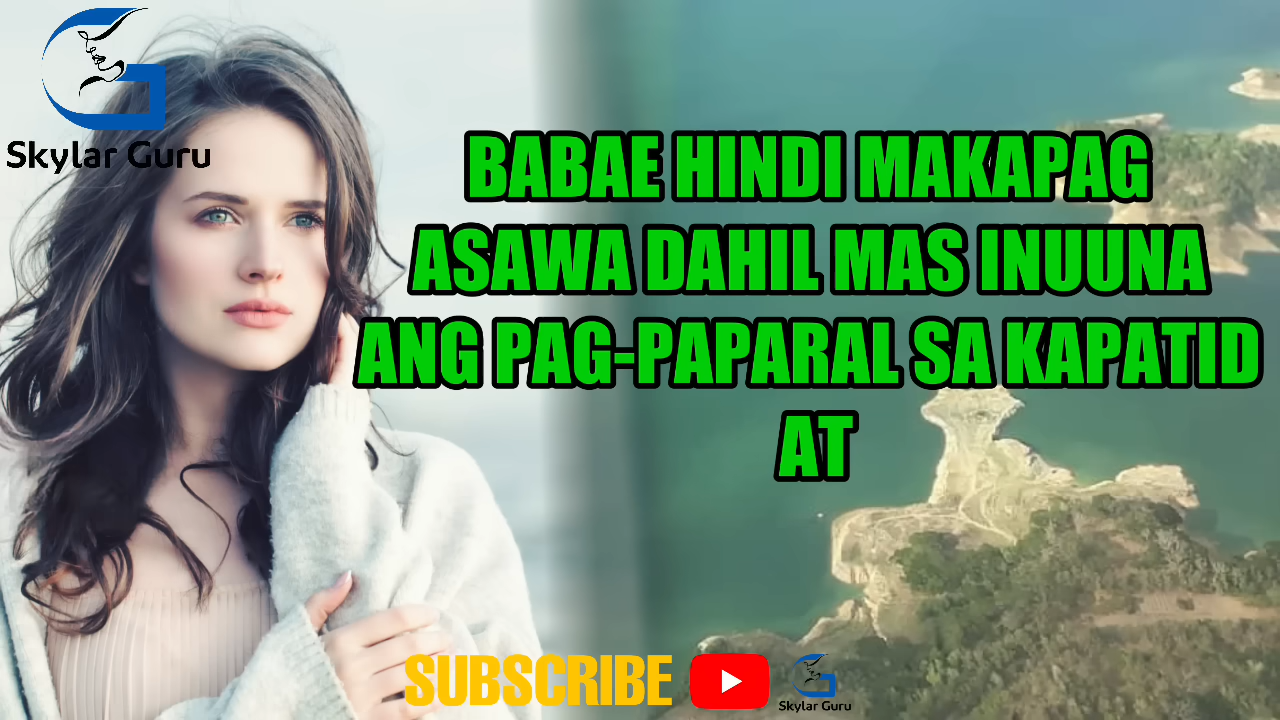 Skylar Guru
BABAE HINDI MAKAPAG
ASAWA DAHIL MAS INUUNA
ANG PAG-PAPARAL SA KAPATID
AT
SUBSCRIBE
Skylar Guru